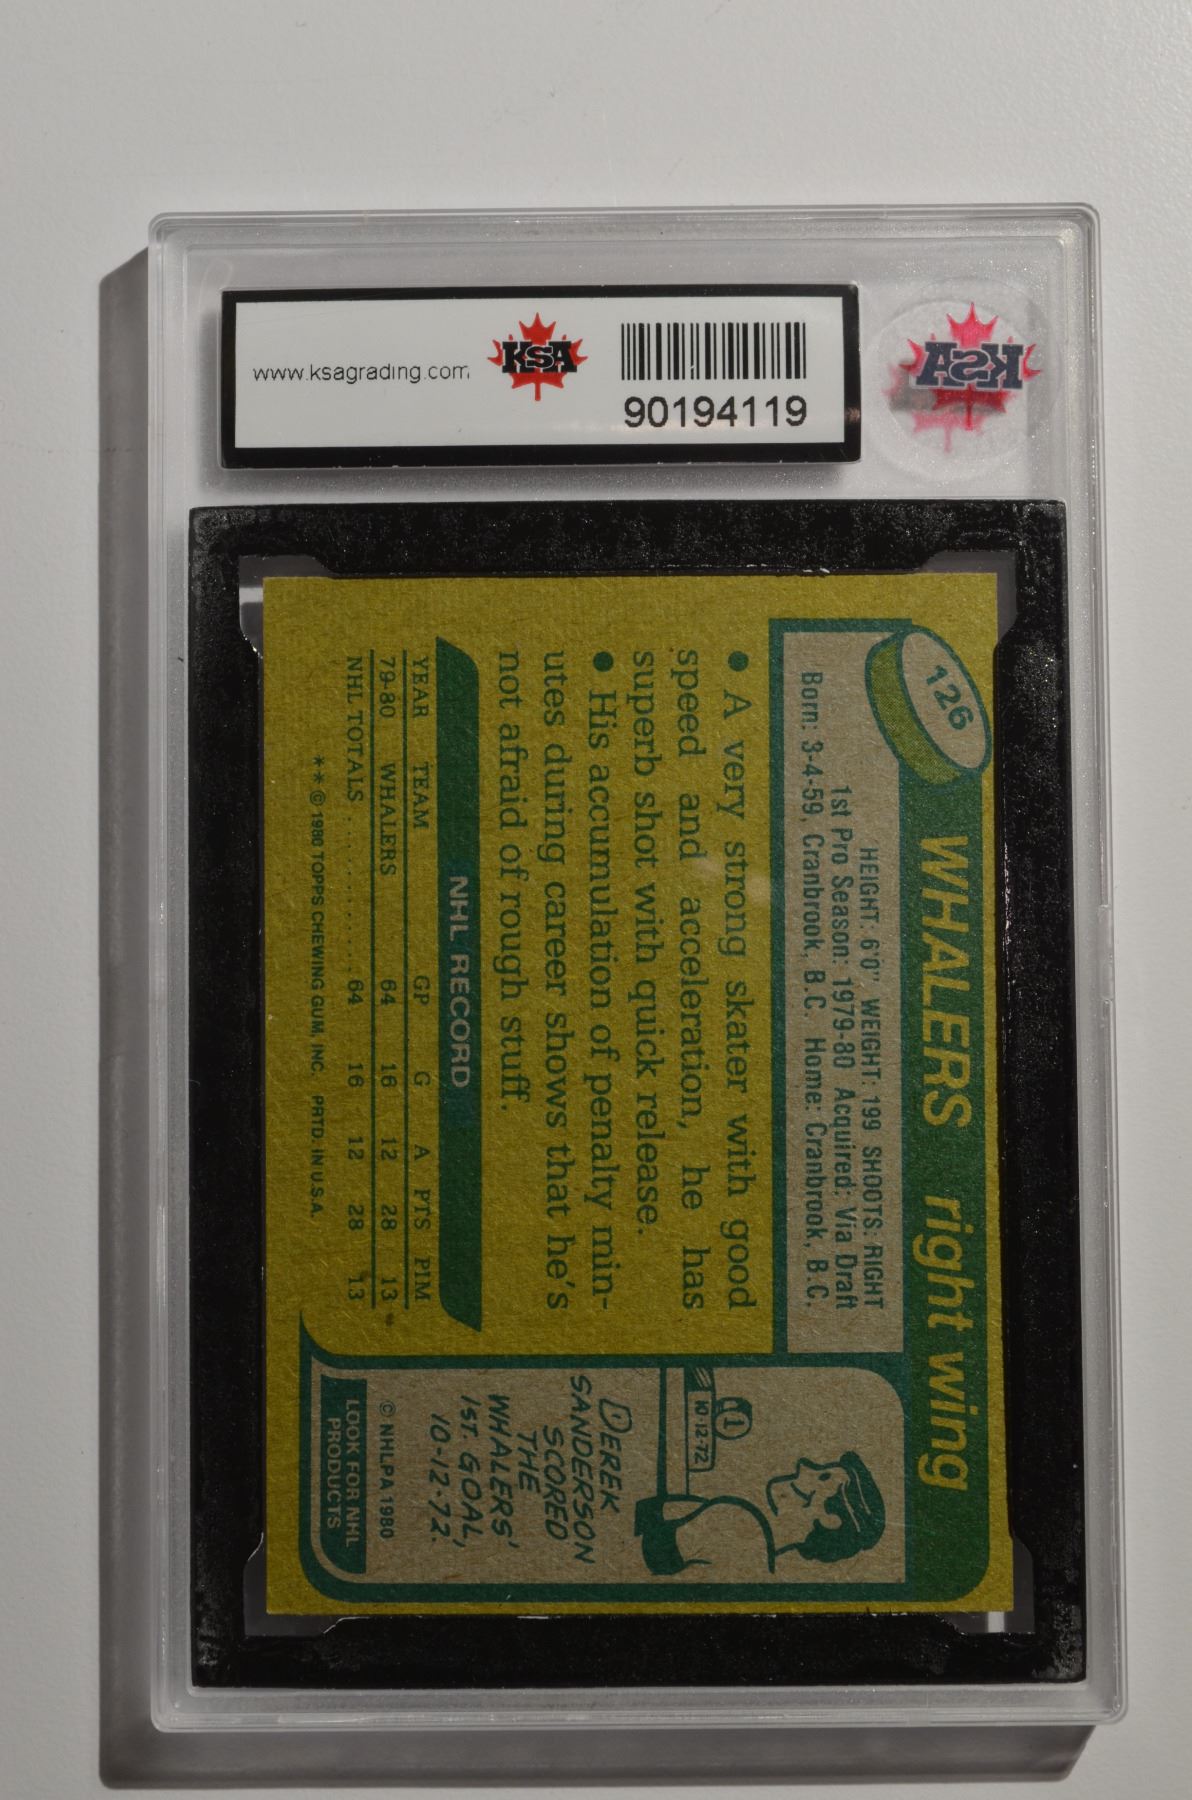 www.ksagrading.com
KSA
90194119
KSA
126
WHALERS right wing
HEIGHT: 6'0" WEIGHT: 199 SHOOTS: RIGHT
1st Pro Season: 1979-80 Acquired: Via Draft
Born: 3-4-59, Cranbrook, B.C. Home: Cranbrook, B.C.
● A very strong skater with good
speed and acceleration, he has
superb shot with quick release.
● His accumulation of penalty min-
utes during career shows that he's
not afraid of rough stuff.
NHL RECORD
YEAR TEAM GP G A PTS PIM
79-80 WHALERS 64 16 12 28 13
NHL TOTALS . . . . . . . . . . . . 64 16 12 28 13
**© 1980 TOPPS CHEWING GUM, INC. PRTD. IN U.S.A.
1
10-12-72
DEREK
SANDERSON
SCORED
THE
WHALERS'
1ST. GOAL,
10-12-72.
© NHLPA 1980
LOOK FOR NHL
PRODUCTS